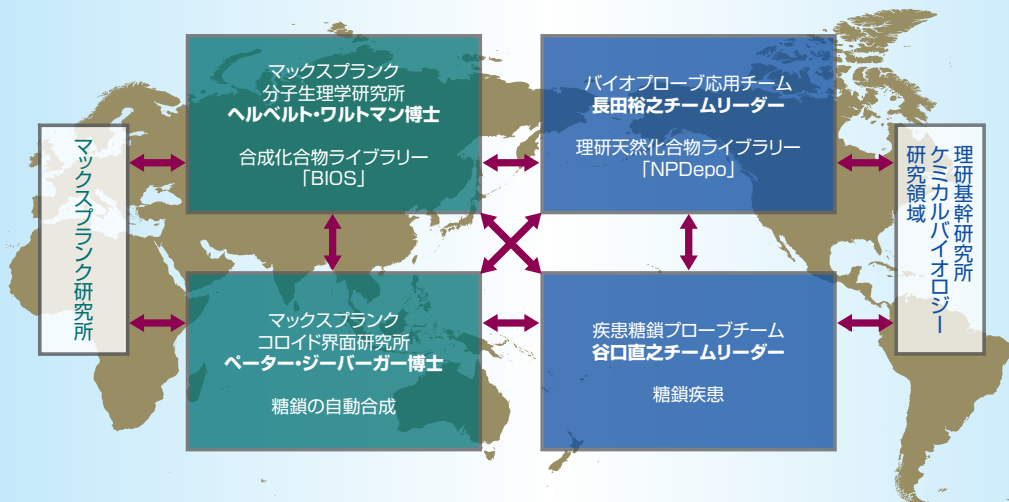 マックスプランク研究所
マックスプランク
分子生理学研究所
ヘルベルト・ワルトマン博士
合成化合物ライブラリー
「BIOS」
バイオプローブ応用チーム
長田裕之チームリーダー
理研天然化合物ライブラリー
「NPDepo」
マックスプランク
コロイド界面研究所
ペーター・ジーバーガー博士
糖鎖の自動合成
疾患糖鎖プローブチーム
谷口直之チームリーダー
糖鎖疾患
理研基幹研究所
ケミカルバイオロジー
研究領域